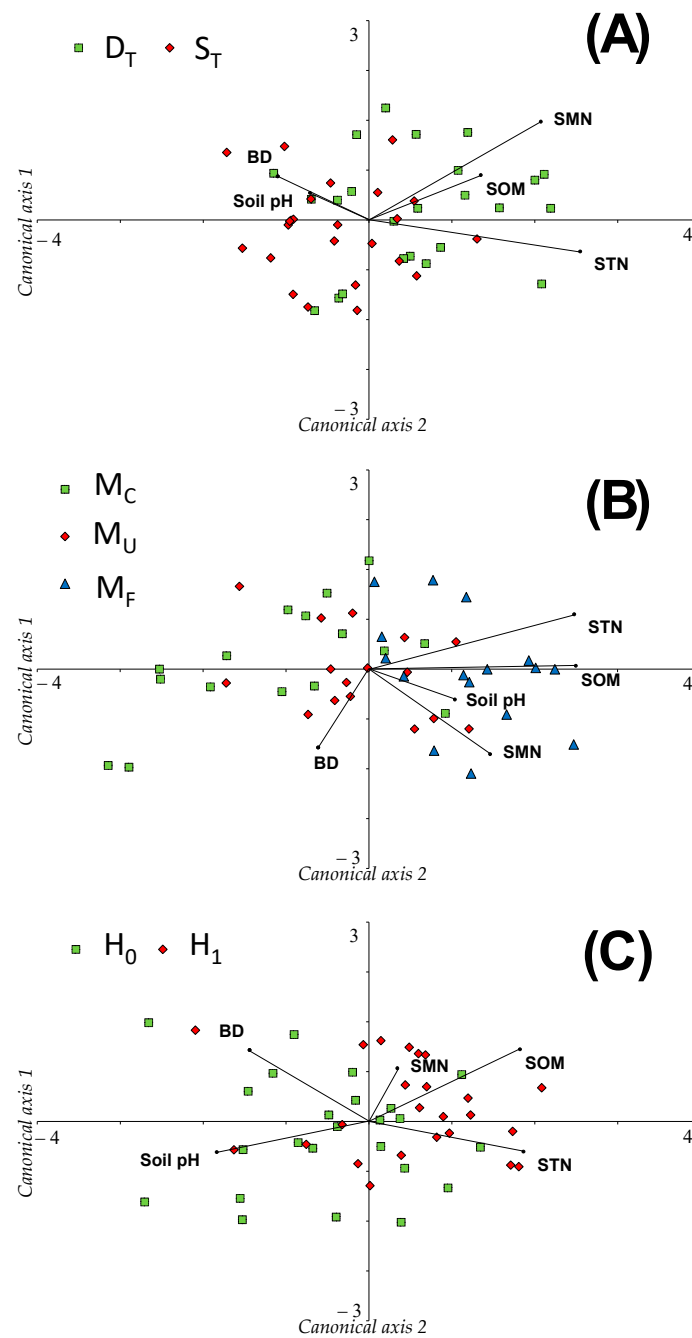 (A)
3
D_T S_T
SMN
BD
SOM
Soil pH
– 4
STN
Canonical axis 1
– 3
Canonical axis 2
3
(B)
M_C
M_U
M_F
STN
Canonical axis 1
– 4
SOM
4
Soil pH
SMN
BD
– 3
Canonical axis 2
3
(C)
H_0 H_1
BD
SMN
SOM
Canonical axis 1
– 4
4
Soil pH
STN
– 3
Canonical axis 2